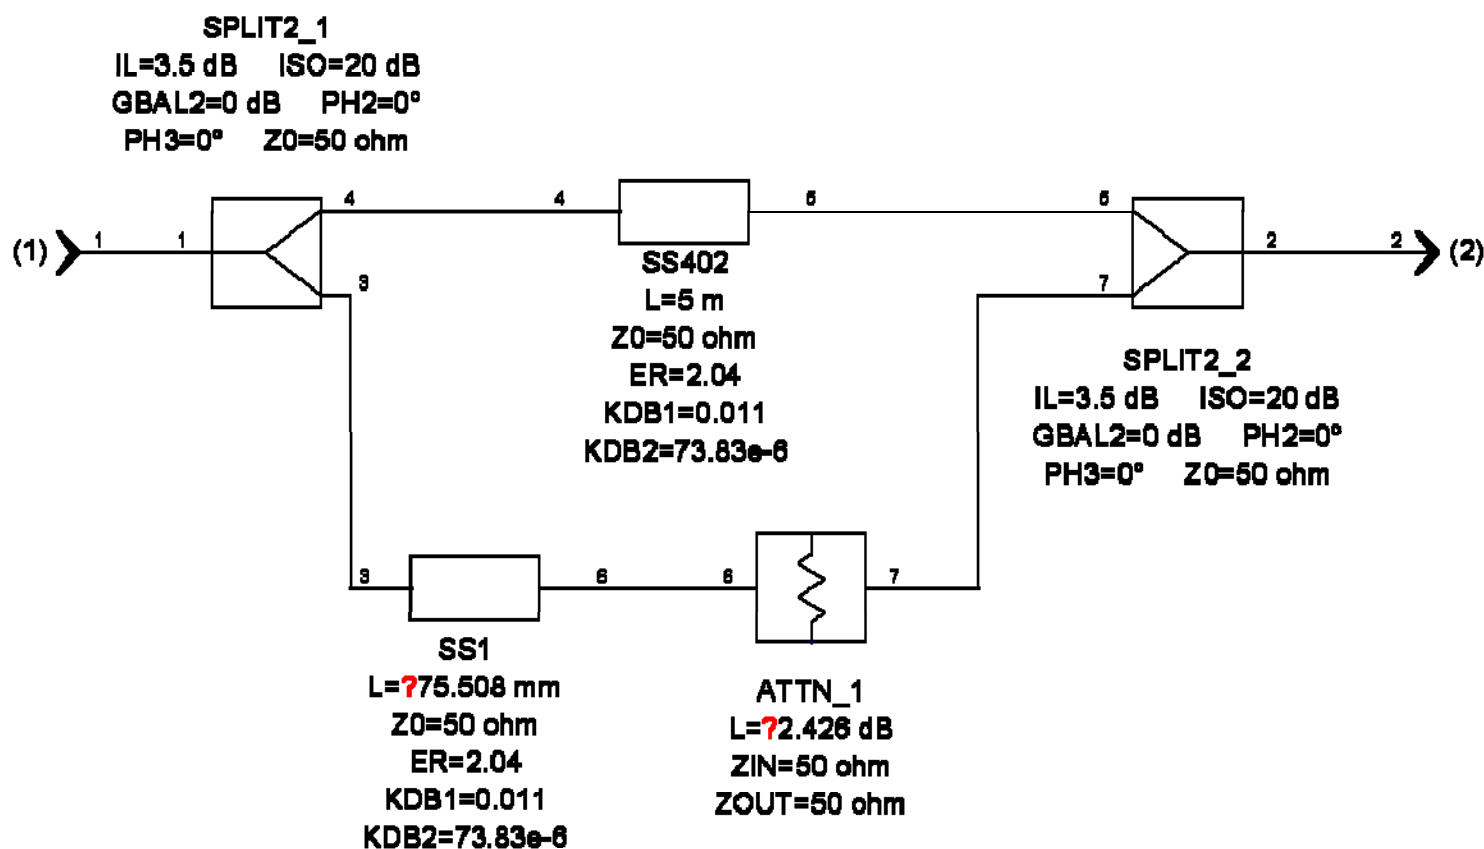 SPLIT2_1
IL=3.5 dB ISO=20 dB
GBAL2=0 dB PH2=0°
PH3=0° Z0=50 ohm
4 4 5 5
(1) 1 1 2 2 (2)
3 7
SS402
L=5 m
Z0=50 ohm
ER=2.04
KDB1=0.011
KDB2=73.83e-6
SPLIT2_2
IL=3.5 dB ISO=20 dB
GBAL2=0 dB PH2=0°
PH3=0° Z0=50 ohm
3 6 6 7
SS1
L=?75.508 mm
Z0=50 ohm
ER=2.04
KDB1=0.011
KDB2=73.83e-6
ATTN_1
L=?2.426 dB
ZIN=50 ohm
ZOUT=50 ohm